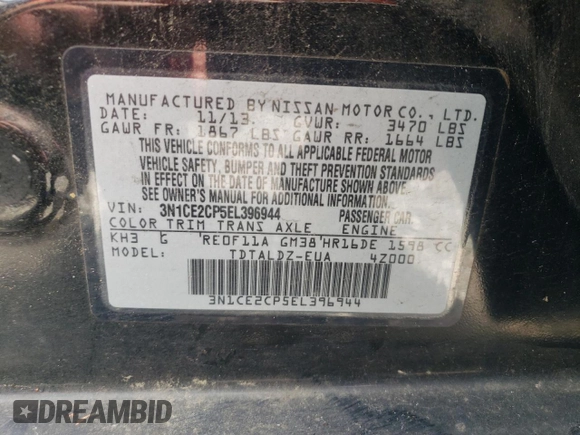 MANUFACTURED BY NISSAN MOTOR CO., LTD.
DATE: 11/13 GVWR: 3470 LBS
GAWR FR: 1867 LBS GAWR RR: 1664 LBS
THIS VEHICLE CONFORMS TO ALL APPLICABLE FEDERAL MOTOR
VEHICLE SAFETY, BUMPER AND THEFT PREVENTION STANDARDS
IN EFFECT ON THE DATE OF MANUFACTURE SHOWN ABOVE.
SEE OWNER'S MANUAL FOR ADDITIONAL INFORMATION.
VIN: 3N1CE2CP5EL396944 PASSENGER CAR
COLOR TRIM TRANS AXLE ENGINE
KH3 G RE0F11A GM38 HR16DE 1598 CC
MODEL: TDTALDZ-EUA 4Z000
3N1CE2CP5EL396944
DREAMBID